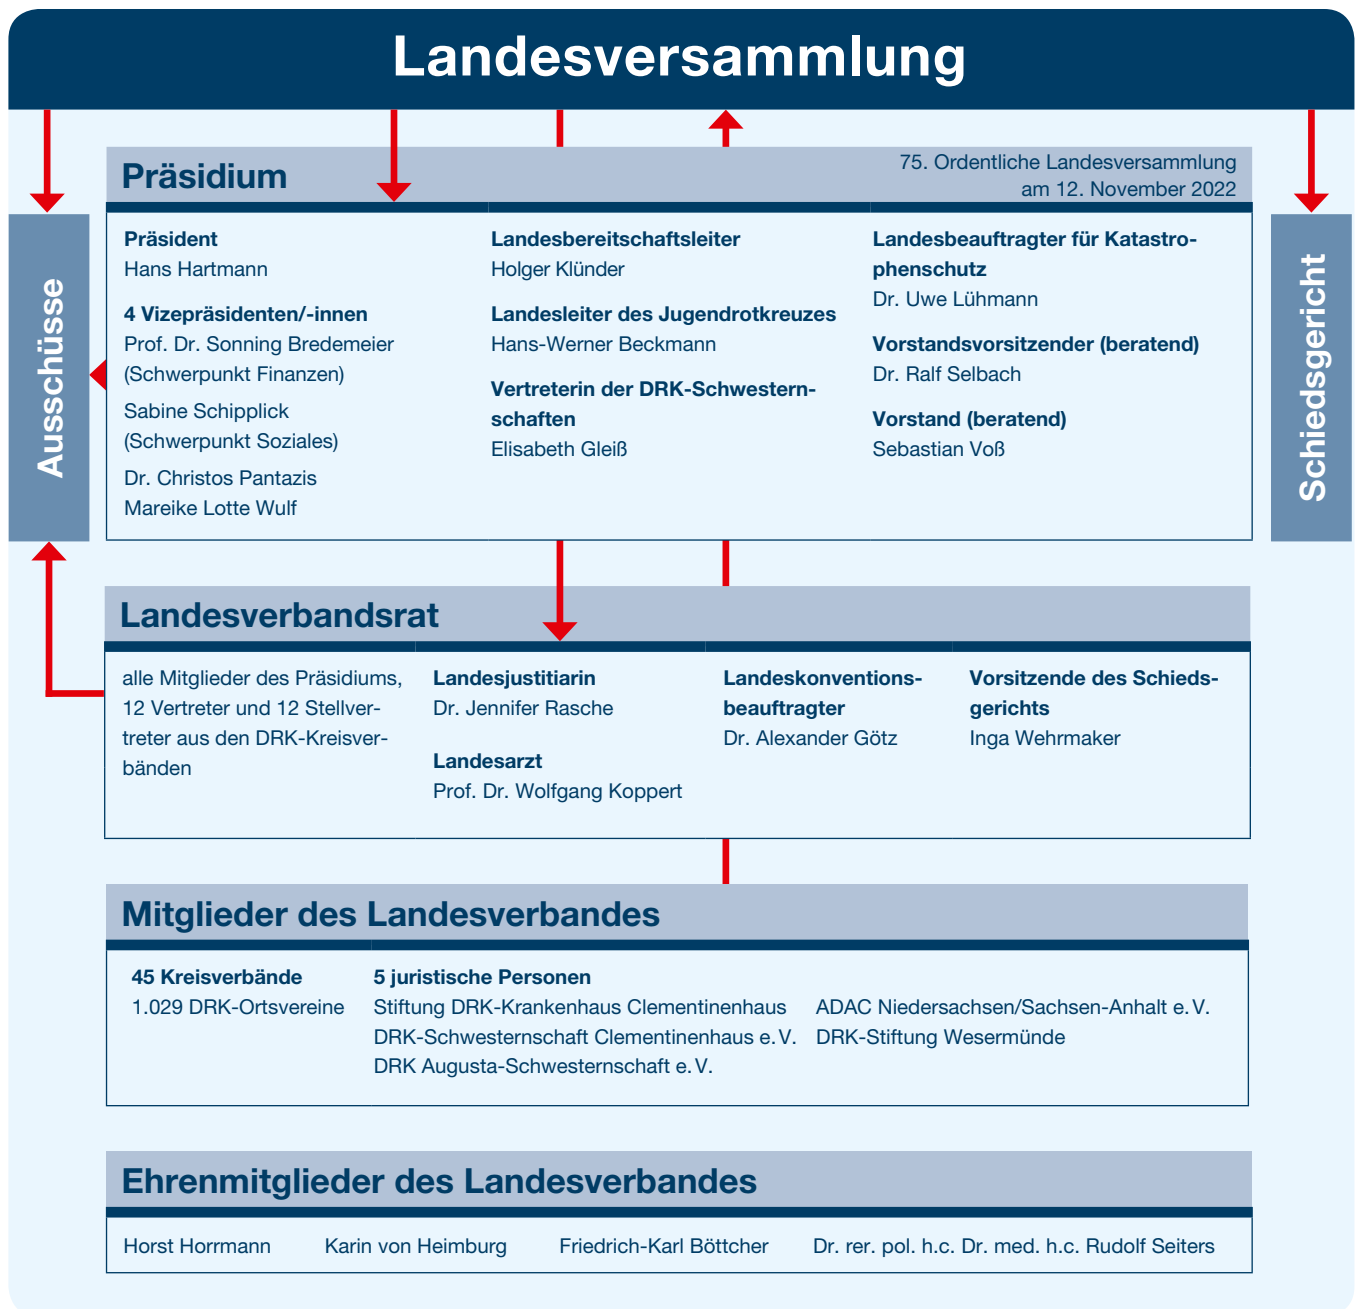 Landesversammlung
Präsidium
75. Ordentliche Landesversammlung
am 12. November 2022
Ausschüsse
Schiedsgericht
Präsident
Hans Hartmann
4 Vizepräsidenten/-innen
Prof. Dr. Sonning Bredemeier
(Schwerpunkt Finanzen)
Sabine Schipplick
(Schwerpunkt Soziales)
Dr. Christos Pantazis
Mareike Lotte Wulf
Landesbereitschaftsleiter
Holger Klünder
Landesleiter des Jugendrotkreuzes
Hans-Werner Beckmann
Vertreterin der DRK-Schwestern-
schaften
Elisabeth Gleiß
Landesbeauftragter für Katastro-
phenschutz
Dr. Uwe Lühmann
Vorstandsvorsitzender (beratend)
Dr. Ralf Selbach
Vorstand (beratend)
Sebastian Voß
Landesverbandsrat
alle Mitglieder des Präsidiums,
12 Vertreter und 12 Stellver-
treter aus den DRK-Kreisver-
bänden
Landesjustitiarin
Dr. Jennifer Rasche
Landesarzt
Prof. Dr. Wolfgang Koppert
Landeskonventions-
beauftragter
Dr. Alexander Götz
Vorsitzende des Schieds-
gerichts
Inga Wehrmaker
Mitglieder des Landesverbandes
45 Kreisverbände
1.029 DRK-Ortsvereine
5 juristische Personen
Stiftung DRK-Krankenhaus Clementinenhaus
DRK-Schwesternschaft Clementinenhaus e. V.
DRK Augusta-Schwesternschaft e. V.
ADAC Niedersachsen/Sachsen-Anhalt e. V.
DRK-Stiftung Wesermünde
Ehrenmitglieder des Landesverbandes
Horst Horrmann
Karin von Heimburg
Friedrich-Karl Böttcher
Dr. rer. pol. h.c. Dr. med. h.c. Rudolf Seiters